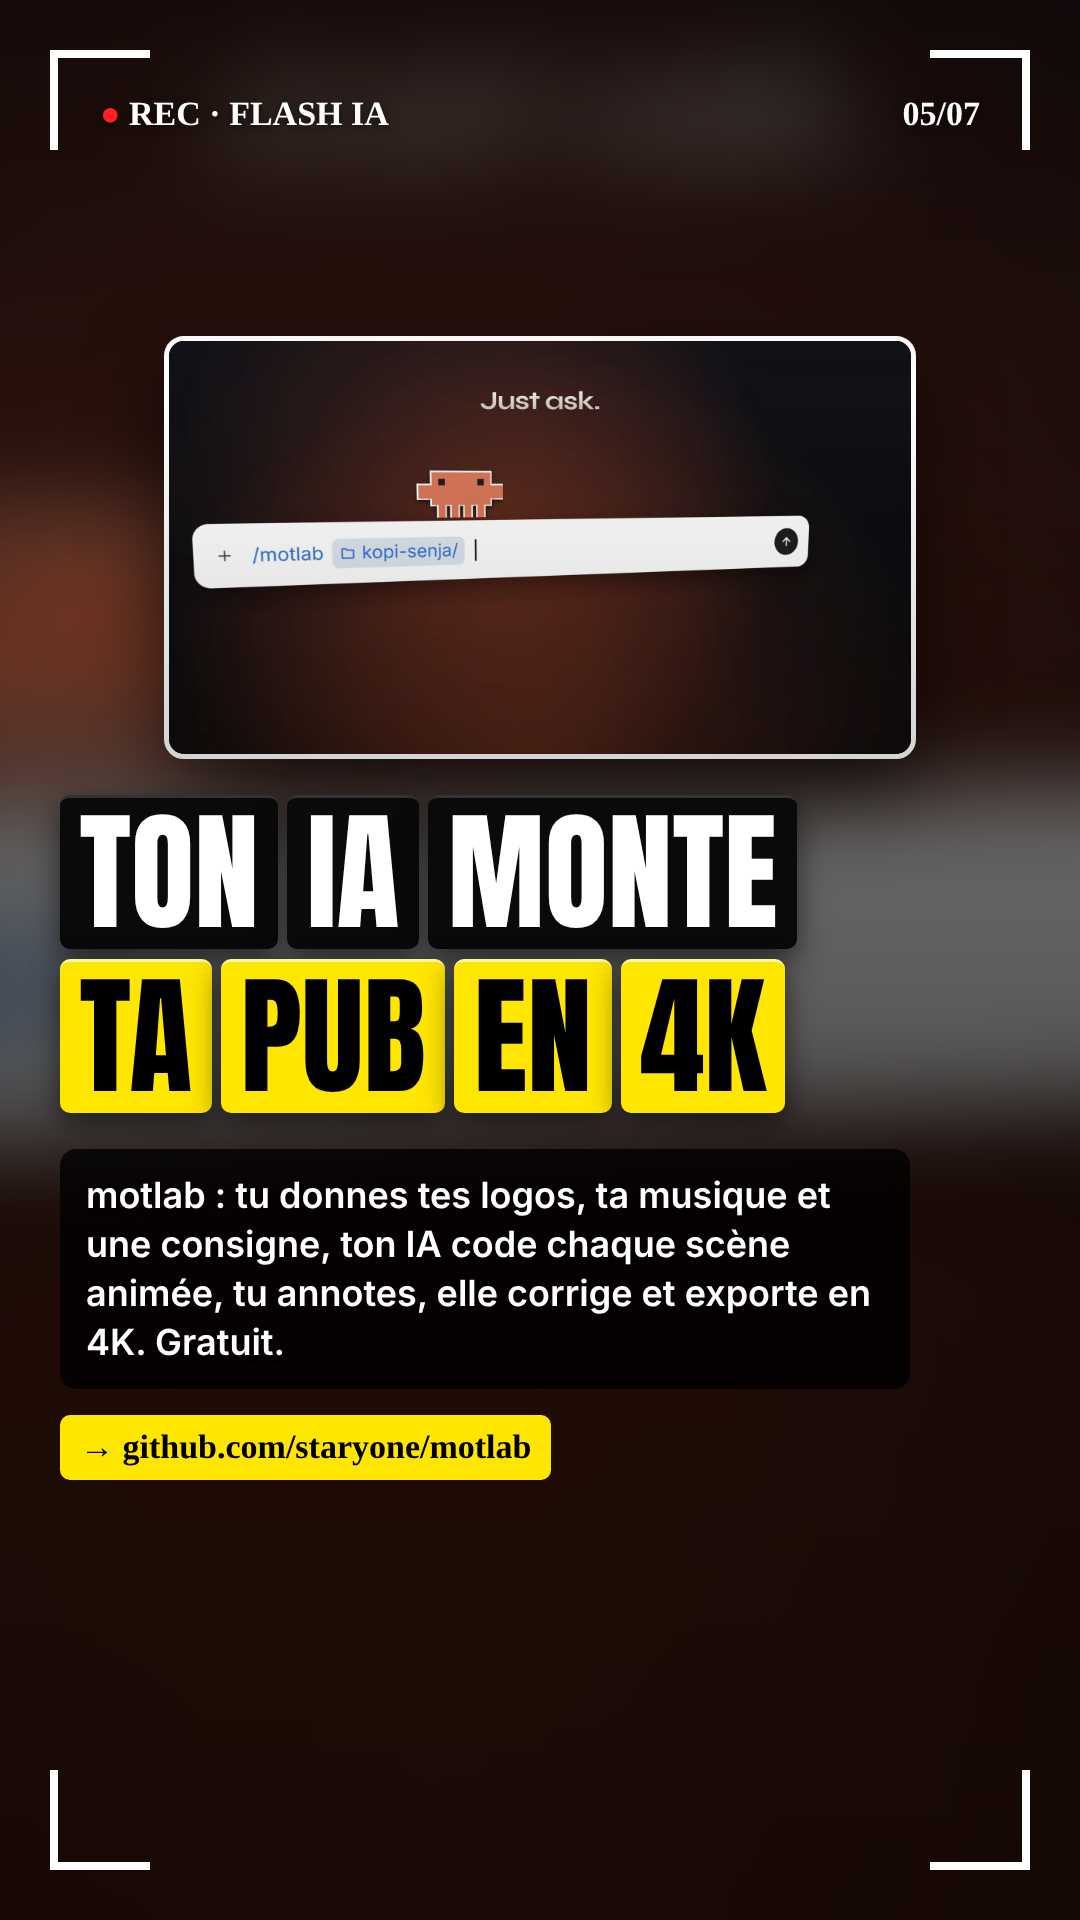 ● REC · FLASH IA
05/07
Just ask.
+ /motlab kopi-senja/
TON IA MONTE
TA PUB EN 4K
motlab : tu donnes tes logos, ta musique et
une consigne, ton IA code chaque scène
animée, tu annotes, elle corrige et exporte en
4K. Gratuit.
→ github.com/staryone/motlab